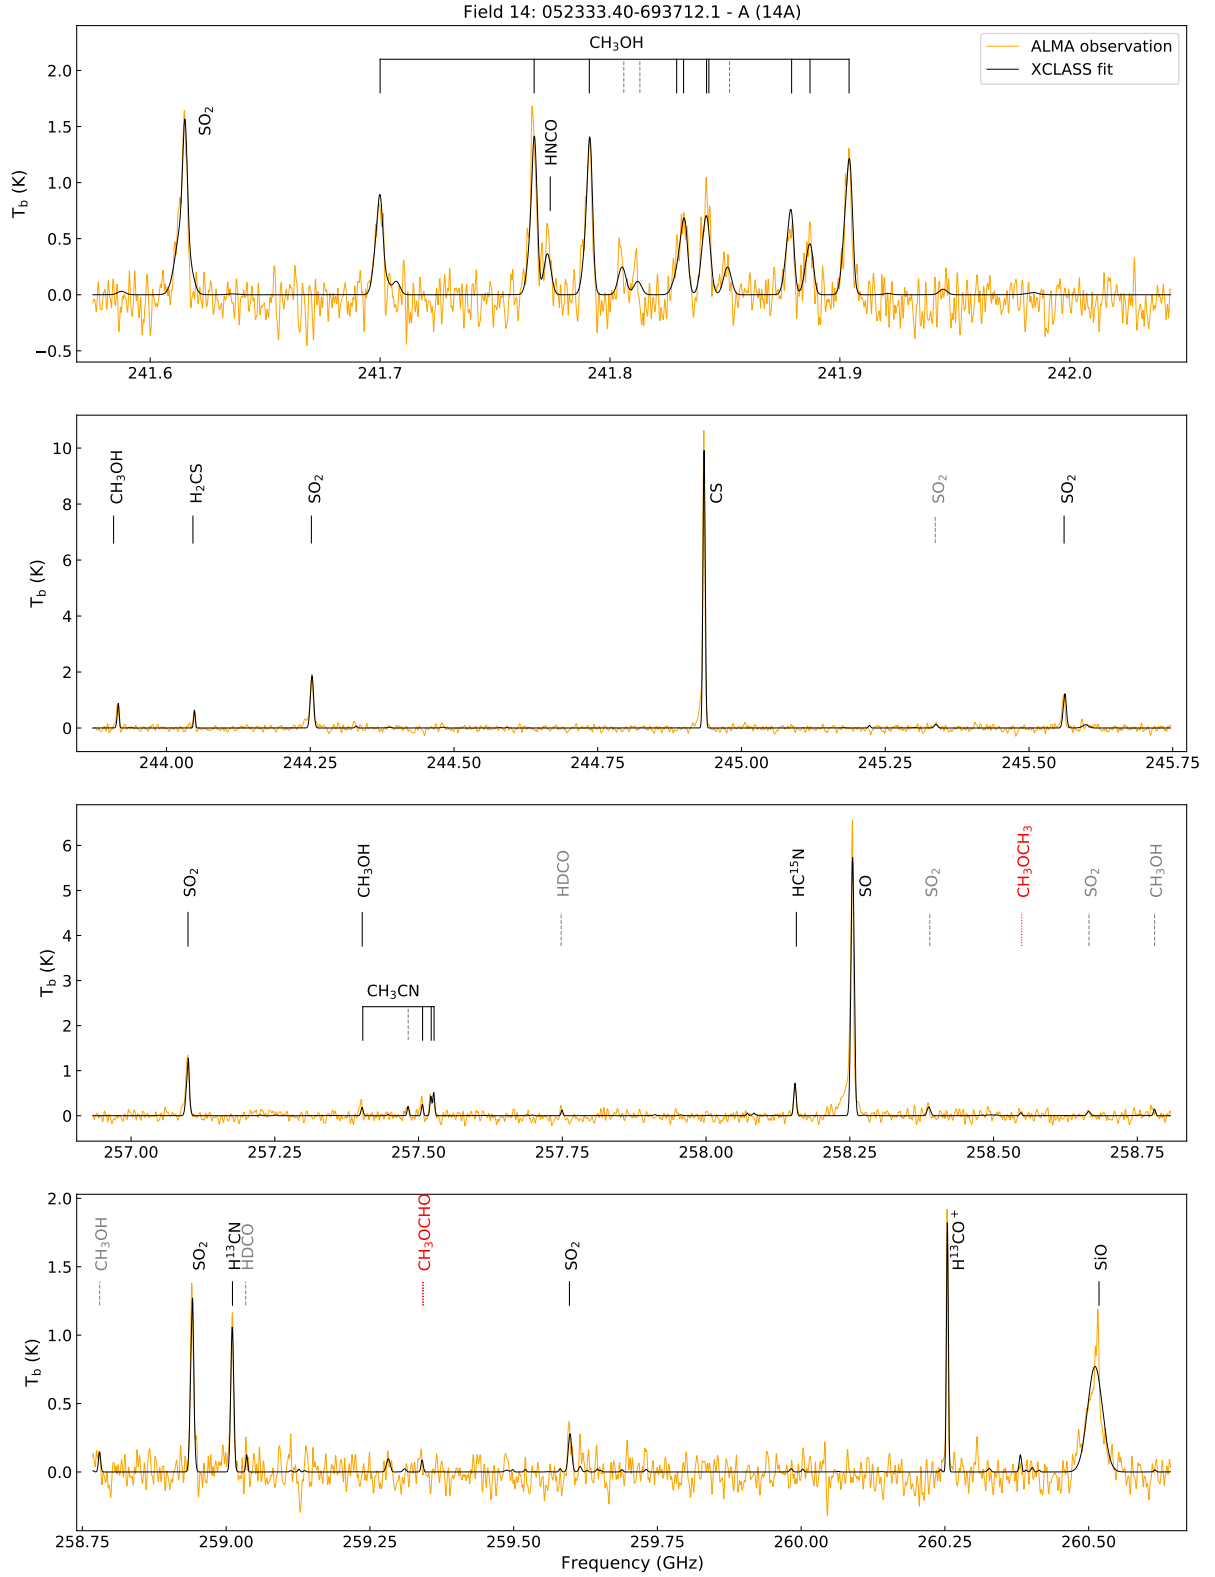 Field 14: 052333.40-693712.1 - A (14A)
CH₃OH
ALMA observation
XCLASS fit
SO₂
HNCO
2.0
1.5
1.0
0.5
0.0
−0.5
T_b (K)
241.6 241.7 241.8 241.9 242.0
CH₃OH H₂CS SO₂ CS SO₂ SO₂
10
8
6
4
2
0
T_b (K)
244.00 244.25 244.50 244.75 245.00 245.25 245.50 245.75
SO₂ CH₃OH HDCO HC¹⁵N SO SO₂ CH₃OCH₃ SO₂ CH₃OH
CH₃CN
6
5
4
3
2
1
0
T_b (K)
257.00 257.25 257.50 257.75 258.00 258.25 258.50 258.75
CH₃OH SO₂ H¹³CN HDCO CH₃OCHO SO₂ H¹³CO⁺ SiO
2.0
1.5
1.0
0.5
0.0
T_b (K)
258.75 259.00 259.25 259.50 259.75 260.00 260.25 260.50
Frequency (GHz)